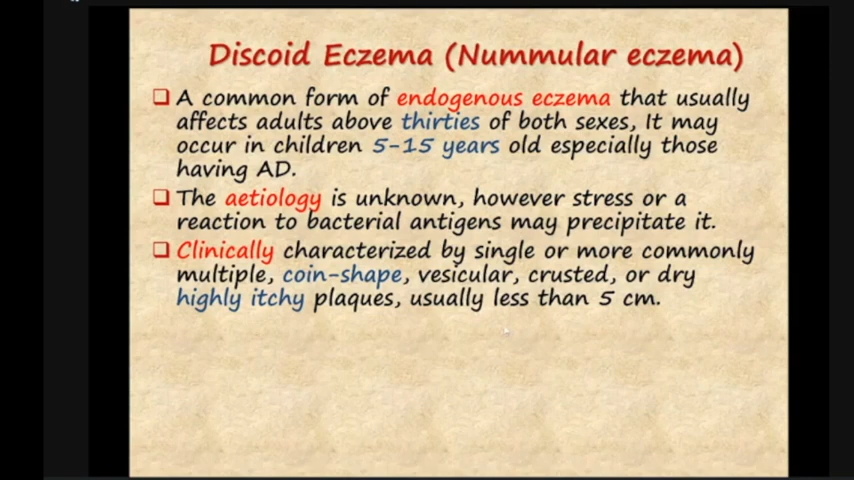 Discoid Eczema (Nummular eczema)
❑ A common form of endogenous eczema that usually
affects adults above thirties of both sexes, It may
occur in children 5-15 years old especially those
having AD.
❑ The aetiology is unknown, however stress or a
reaction to bacterial antigens may precipitate it.
❑ Clinically characterized by single or more commonly
multiple, coin-shape, vesicular, crusted, or dry
highly itchy plaques, usually less than 5 cm.